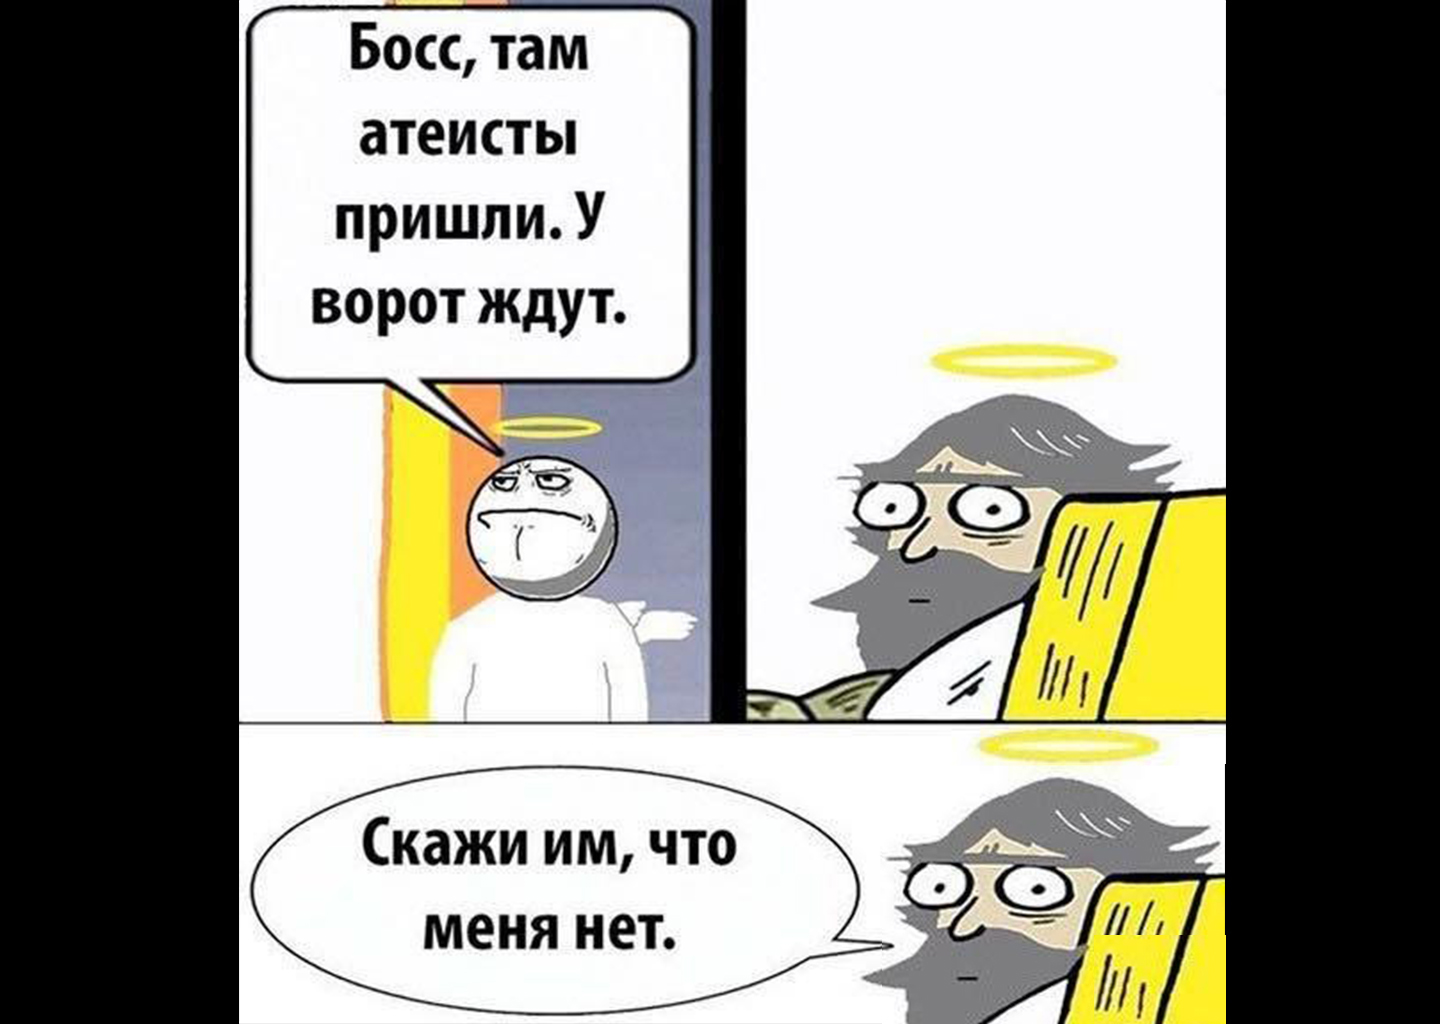 Босс, там
атеисты
пришли. У
ворот ждут.
Скажи им, что
меня нет.